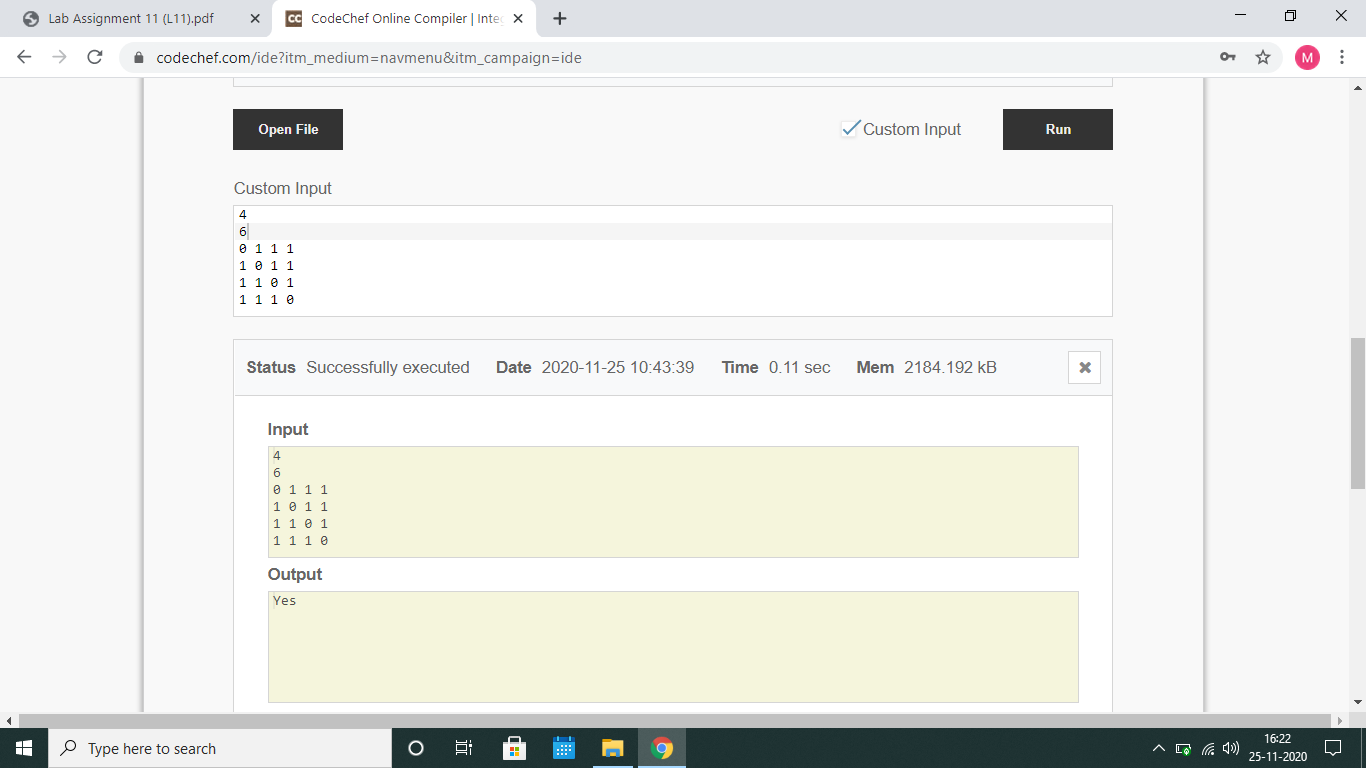 Lab Assignment 11 (L11).pdf
CodeChef Online Compiler | Inte
codechef.com/ide?itm_medium=navmenu&itm_campaign=ide
M
Open File
Custom Input
Run
Custom Input
4
6
0 1 1 1
1 0 1 1
1 1 0 1
1 1 1 0
Status Successfully executed Date 2020-11-25 10:43:39 Time 0.11 sec Mem 2184.192 kB
Input
4
6
0 1 1 1
1 0 1 1
1 1 0 1
1 1 1 0
Output
Yes
Type here to search
16:22
25-11-2020